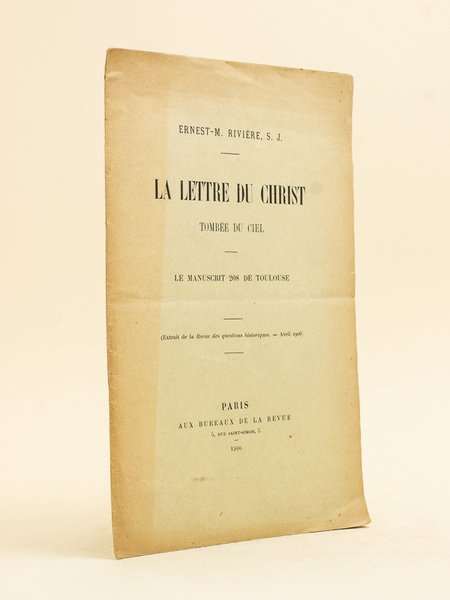 ERNEST-M. RIVIÈRE, S. J.
LA LETTRE DU CHRIST
TOMBÉE DU CIEL
LE MANUSCRIT 208 DE TOULOUSE
(Extrait de la Revue des questions historiques. — Avril 1906)
PARIS
AUX BUREAUX DE LA REVUE
5, RUE SAINT-SIMON, 5
1906